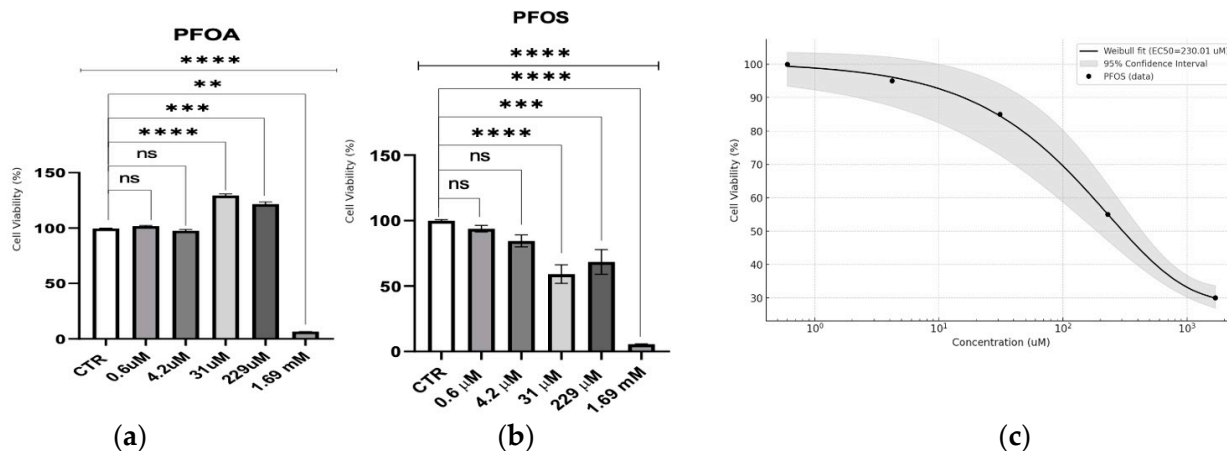 PFOA
****
**
***
****
ns
ns
Cell Viability (%)
150
100
50
0
CTR
0.6uM
4.2uM
31uM
229uM
1.69 mM
(a)
PFOS
****
****
***
****
ns
ns
Cell Viability (%)
150
100
50
0
CTR
0.6 µM
4.2 µM
31 µM
229 µM
1.69 mM
(b)
Weibull fit (EC50=230.01 uM)
95% Confidence Interval
PFOS (data)
Cell Viability (%)
100
90
80
70
60
50
40
30
10⁰
10¹
10²
10³
Concentration (uM)
(c)